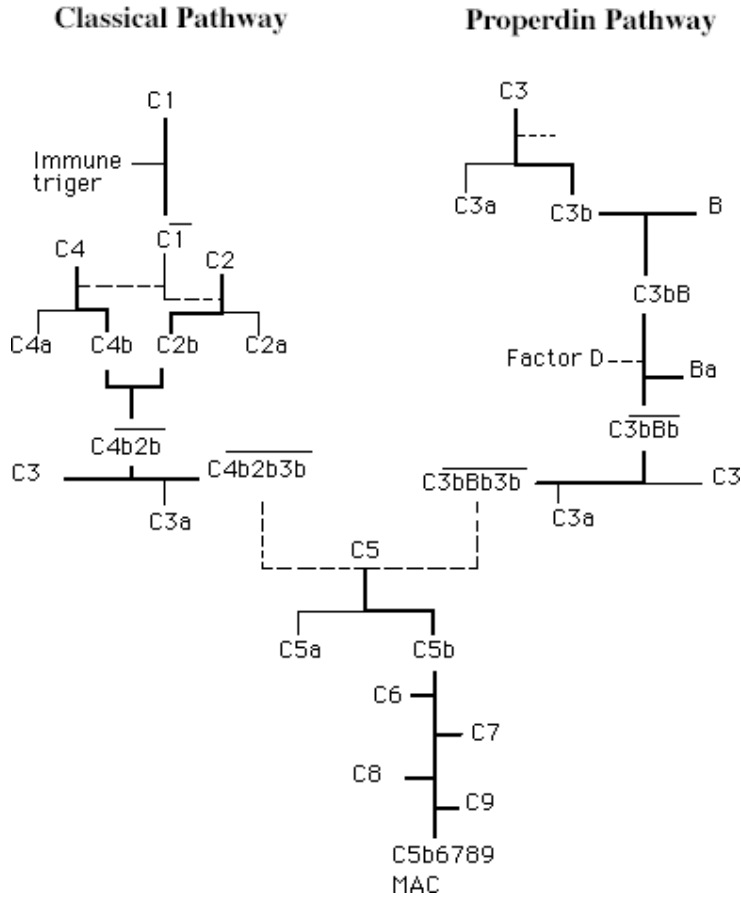 Classical Pathway
Properdin Pathway
C1
C3
Immune
triger
C3a
C3b
B
C1
C4
C2
C3bB
C4a
C4b
C2b
C2a
Factor D
Ba
C4b2b
C3bBb
C3
C4b2b3b
C3bBb3b
C3
C3a
C3a
C5
C5a
C5b
C6
C7
C8
C9
C5b6789
MAC